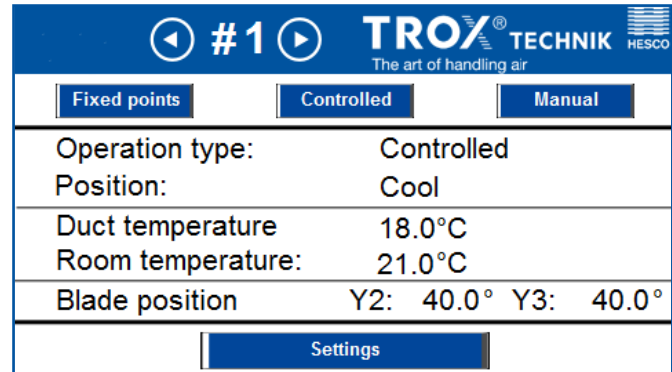 #1 TROX® TECHNIK HESCO
The art of handling air
Fixed points Controlled Manual
Operation type: Controlled
Position: Cool
Duct temperature 18.0°C
Room temperature: 21.0°C
Blade position Y2: 40.0° Y3: 40.0°
Settings